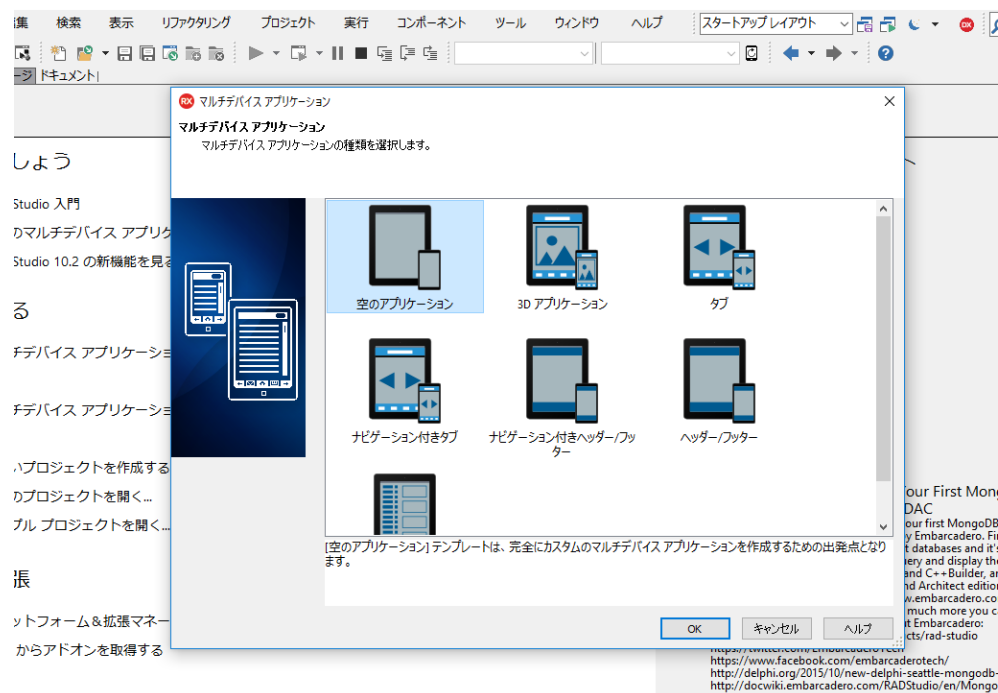 集 検索 表示 リファクタリング プロジェクト 実行 コンポーネント ツール ウィンドウ ヘルプ スタートアップ レイアウト DX
ージ ドキュメント
RX マルチデバイス アプリケーション
マルチデバイス アプリケーション
マルチデバイス アプリケーションの種類を選択します。
しょう
Studio 入門
のマルチデバイス アプリケ
Studio 10.2 の新機能を見る
る
チデバイス アプリケーショ
チデバイス アプリケーショ
いプロジェクトを作成する
のプロジェクトを開く...
プル プロジェクトを開く...
張
ットフォーム＆拡張マネー
からアドオンを取得する
空のアプリケーション
3D アプリケーション
タブ
ナビゲーション付きタブ
ナビゲーション付きヘッダー/フッ
ター
ヘッダー/フッター
[空のアプリケーション] テンプレートは、完全にカスタムのマルチデバイス アプリケーションを作成するための出発点となり
ます。
OK キャンセル ヘルプ
our First Mong
DAC
our first MongoDB
y Embarcadero. Fi
t databases and it's
ery and display the
and C++Builder, an
nd Architect edition
w.embarcadero.co
much more you c
t Embarcadero:
cts/rad-studio
https://twitter.com/EmbarcaderoTech
https://www.facebook.com/embarcaderotech/
http://delphi.org/2015/10/new-delphi-seattle-mongodb-
http://docwiki.embarcadero.com/RADStudio/en/Mongo